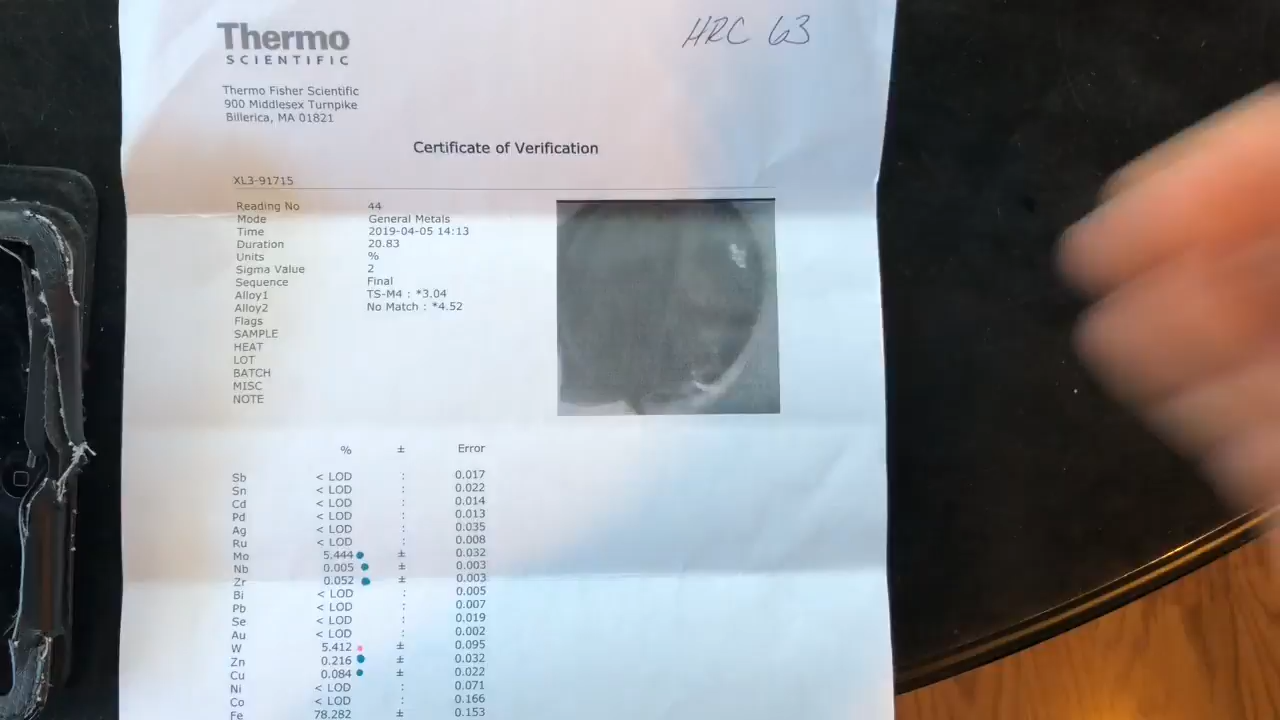 HRC 63
Thermo
SCIENTIFIC
Thermo Fisher Scientific
900 Middlesex Turnpike
Billerica, MA 01821
Certificate of Verification
XL3-91715
Reading No 44
Mode General Metals
Time 2019-04-05 14:13
Duration 20.83
Units %
Sigma Value 2
Sequence Final
Alloy1 TS-M4 : *3.04
Alloy2 No Match : *4.52
Flags
SAMPLE
HEAT
LOT
BATCH
MISC
NOTE
% ± Error
Sb < LOD : 0.017
Sn < LOD : 0.022
Cd < LOD : 0.014
Pd < LOD : 0.013
Ag < LOD : 0.035
Ru < LOD : 0.008
Mo 5.444 ± 0.032
Nb 0.005 ± 0.003
Zr 0.052 ± 0.003
Bi < LOD : 0.005
Pb < LOD : 0.007
Se < LOD : 0.019
Au < LOD : 0.002
W 5.412 ± 0.095
Zn 0.216 ± 0.032
Cu 0.084 ± 0.022
Ni < LOD : 0.071
Co < LOD : 0.166
Fe 78.282 ± 0.153